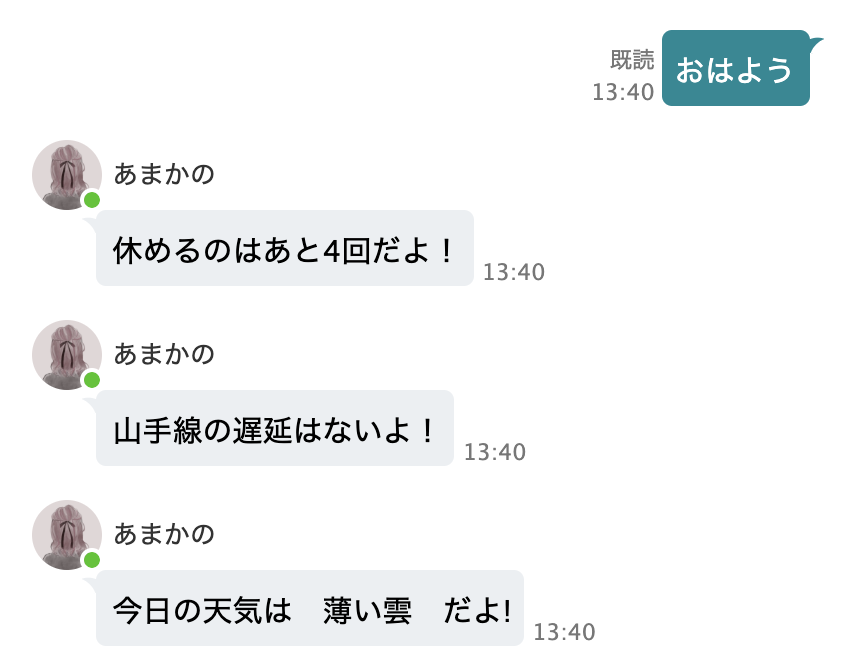 既読
13:40
おはよう
あまかの
休めるのはあと4回だよ！
13:40
あまかの
山手線の遅延はないよ！
13:40
あまかの
今日の天気は　薄い雲　だよ!
13:40